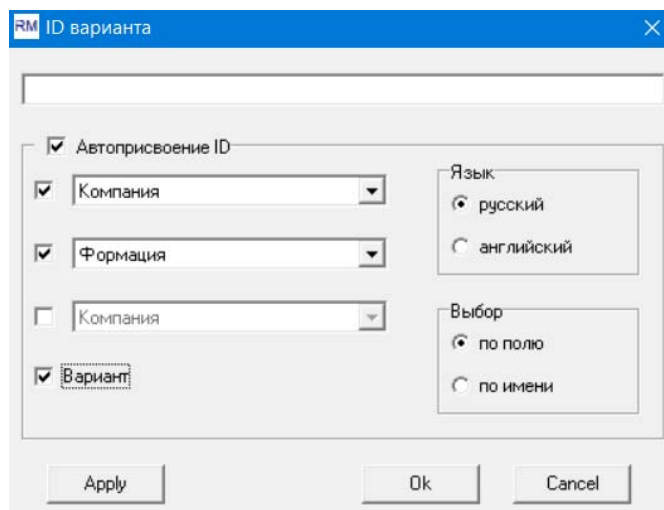 RM ID варианта
Автоприсвоение ID
Компания
Формация
Компания
Вариант
Язык
русский
английский
Выбор
по полю
по имени
Apply
Ok
Cancel